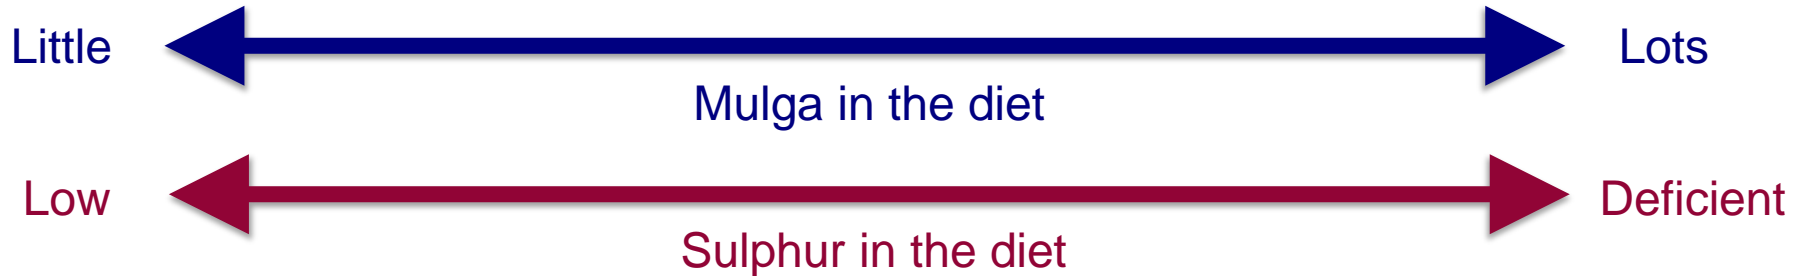 Little Lots
Mulga in the diet
Low Deficient
Sulphur in the diet